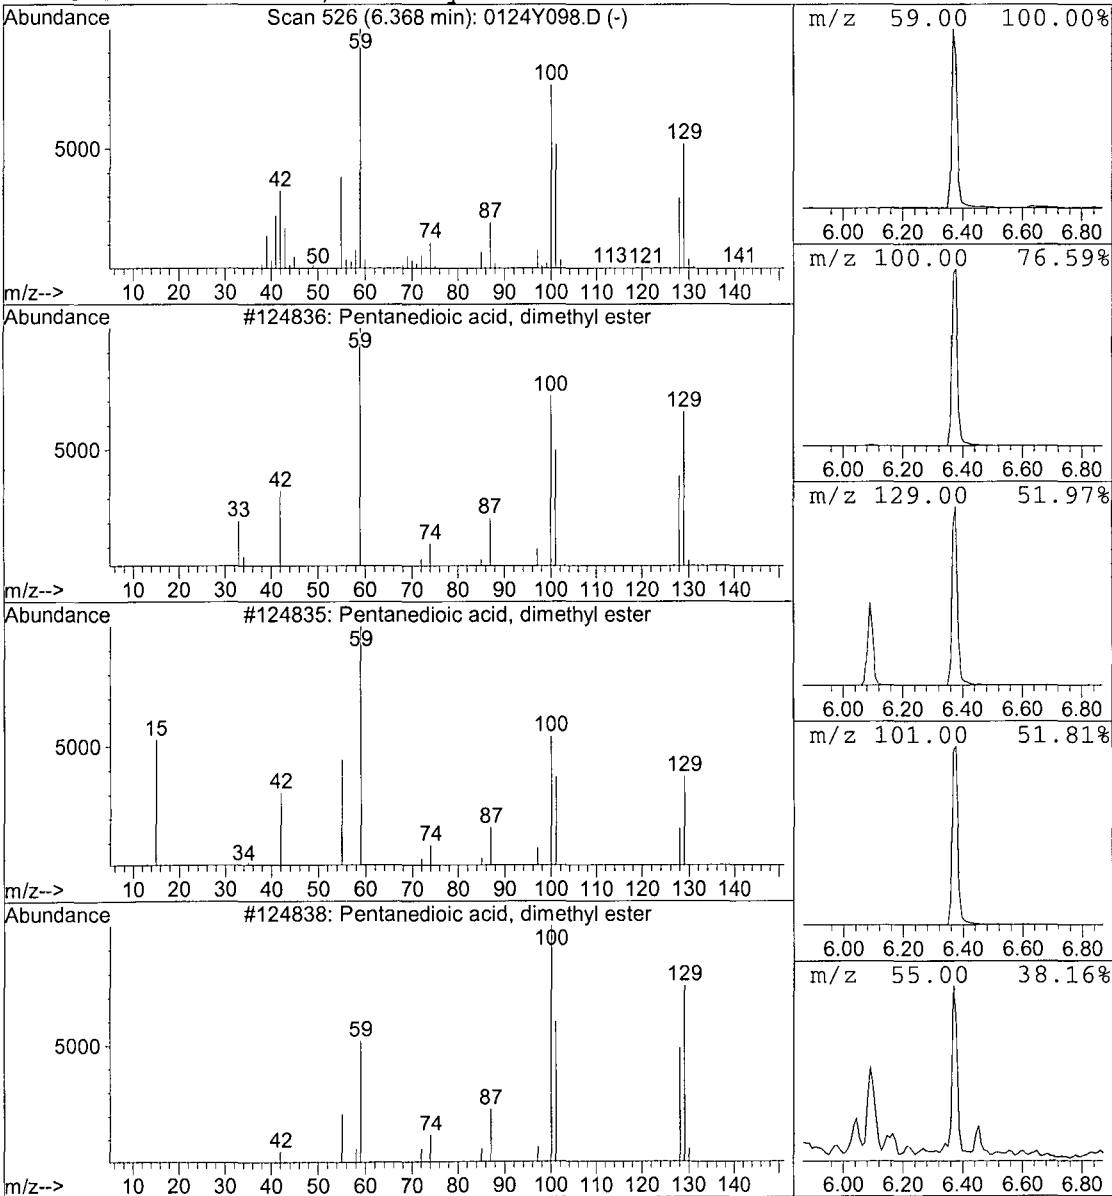 Abundance Scan 526 (6.368 min): 0124Y098.D (-)
59
100
129
5000
42
87
74
50 113 121 141
m/z--> 10 20 30 40 50 60 70 80 90 100 110 120 130 140
Abundance #124836: Pentanedioic acid, dimethyl ester
59
100
129
5000
42
33 87
74
m/z--> 10 20 30 40 50 60 70 80 90 100 110 120 130 140
Abundance #124835: Pentanedioic acid, dimethyl ester
59
15 100
5000
129
42
87
74
34
m/z--> 10 20 30 40 50 60 70 80 90 100 110 120 130 140
Abundance #124838: Pentanedioic acid, dimethyl ester
100
129
59
5000
87
74
42
m/z--> 10 20 30 40 50 60 70 80 90 100 110 120 130 140
m/z 59.00 100.00%
6.00 6.20 6.40 6.60 6.80
m/z 100.00 76.59%
6.00 6.20 6.40 6.60 6.80
m/z 129.00 51.97%
6.00 6.20 6.40 6.60 6.80
m/z 101.00 51.81%
6.00 6.20 6.40 6.60 6.80
m/z 55.00 38.16%
6.00 6.20 6.40 6.60 6.80